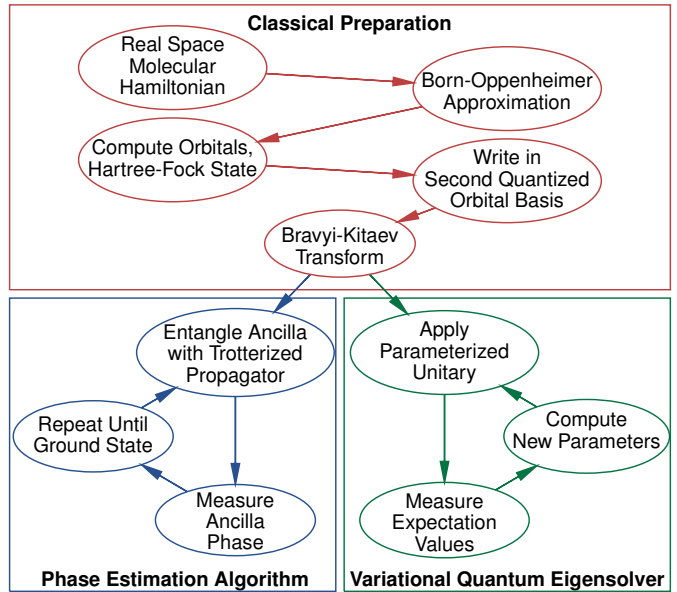 Classical Preparation
Real Space
Molecular
Hamiltonian
Born-Oppenheimer
Approximation
Compute Orbitals,
Hartree-Fock State
Write in
Second Quantized
Orbital Basis
Bravyi-Kitaev
Transform
Entangle Ancilla
with Trotterized
Propagator
Repeat Until
Ground State
Measure
Ancilla
Phase
Phase Estimation Algorithm
Apply
Parameterized
Unitary
Compute
New Parameters
Measure
Expectation
Values
Variational Quantum Eigensolver